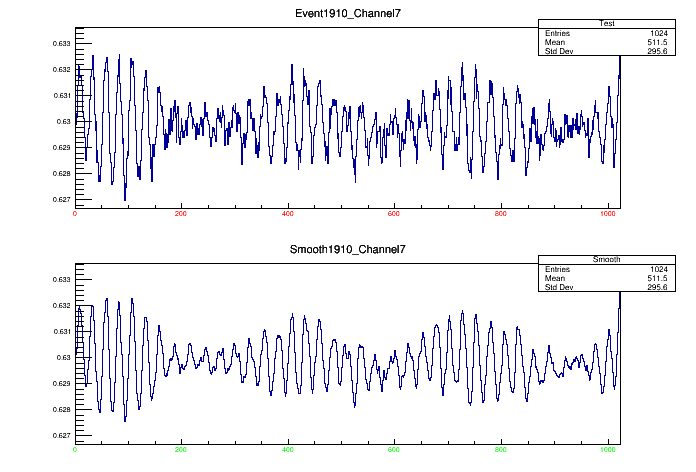 Event1910_Channel7
Test
Entries 1024
Mean 511.5
Std Dev 295.6
0.633
0.632
0.631
0.63
0.629
0.628
0.627
0 200 400 600 800 1000
Smooth1910_Channel7
Smooth
Entries 1024
Mean 511.5
Std Dev 295.6
0.633
0.632
0.631
0.63
0.629
0.628
0.627
0 200 400 600 800 1000